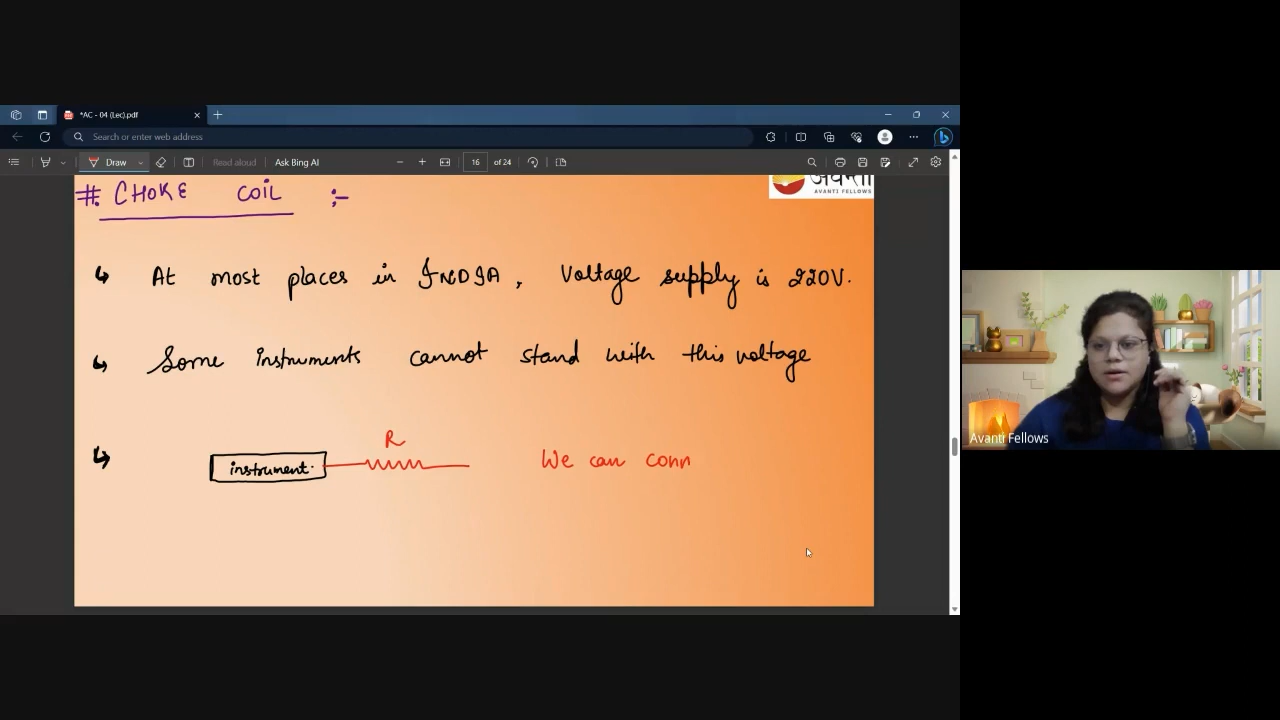 *AC - 04 (Lec).pdf
Search or enter web address
Draw
Read aloud
Ask Bing AI
16 of 24
# CHOKE COIL :-
अवन्ती
AVANTI FELLOWS
↳ At most places in INDIA, Voltage supply is 220V.
↳ Some instruments cannot stand with this voltage
R
↳ instrument. We can conn
Avanti Fellows